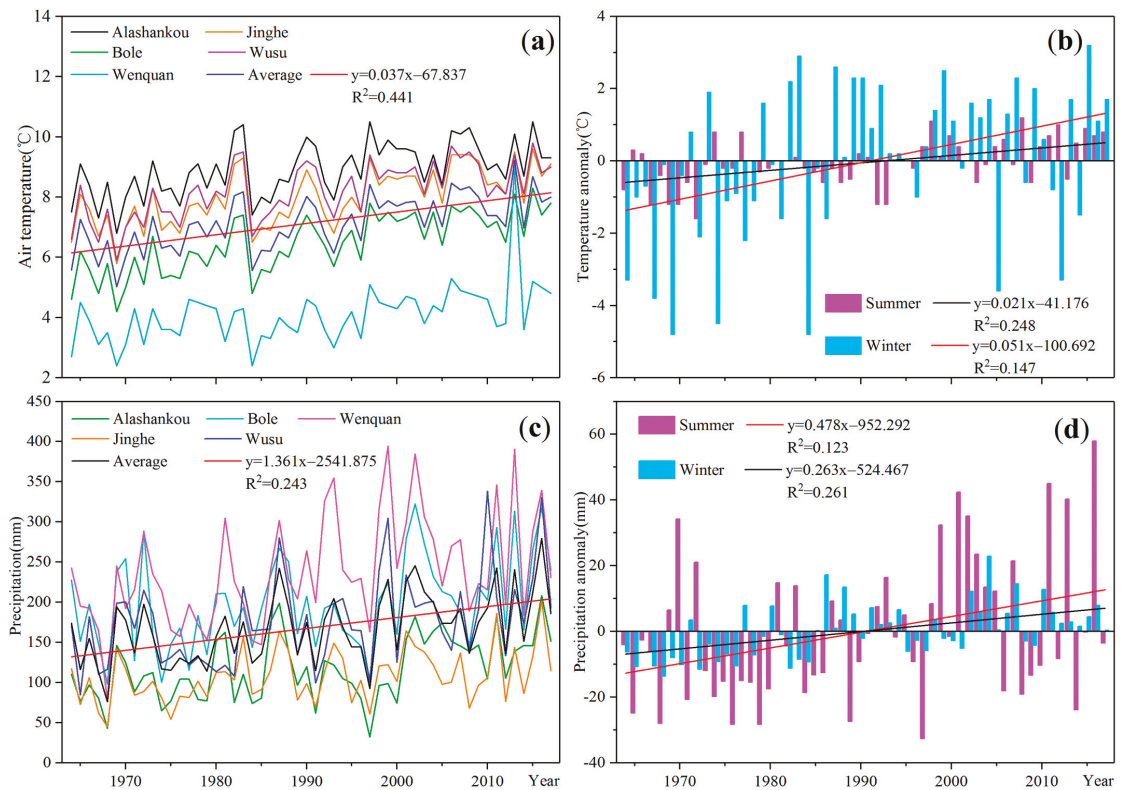 14
12
10
8
6
4
2
Air temperature(℃)
Alashankou
Jinghe
Bole
Wusu
Wenquan
Average
y=0.037x−67.837
R²=0.441
(a)
4
2
0
-2
-4
-6
Temperature anomaly(℃)
(b)
Summer
y=0.021x−41.176
R²=0.248
Winter
y=0.051x−100.692
R²=0.147
450
400
350
300
250
200
150
100
50
0
Precipitation(mm)
Alashankou
Bole
Wenquan
Jinghe
Wusu
Average
y=1.361x−2541.875
R²=0.243
(c)
1970
1980
1990
2000
2010
Year
60
40
20
0
-20
-40
Precipitation anomaly(mm)
Summer
y=0.478x−952.292
R²=0.123
Winter
y=0.263x−524.467
R²=0.261
(d)
1970
1980
1990
2000
2010
Year